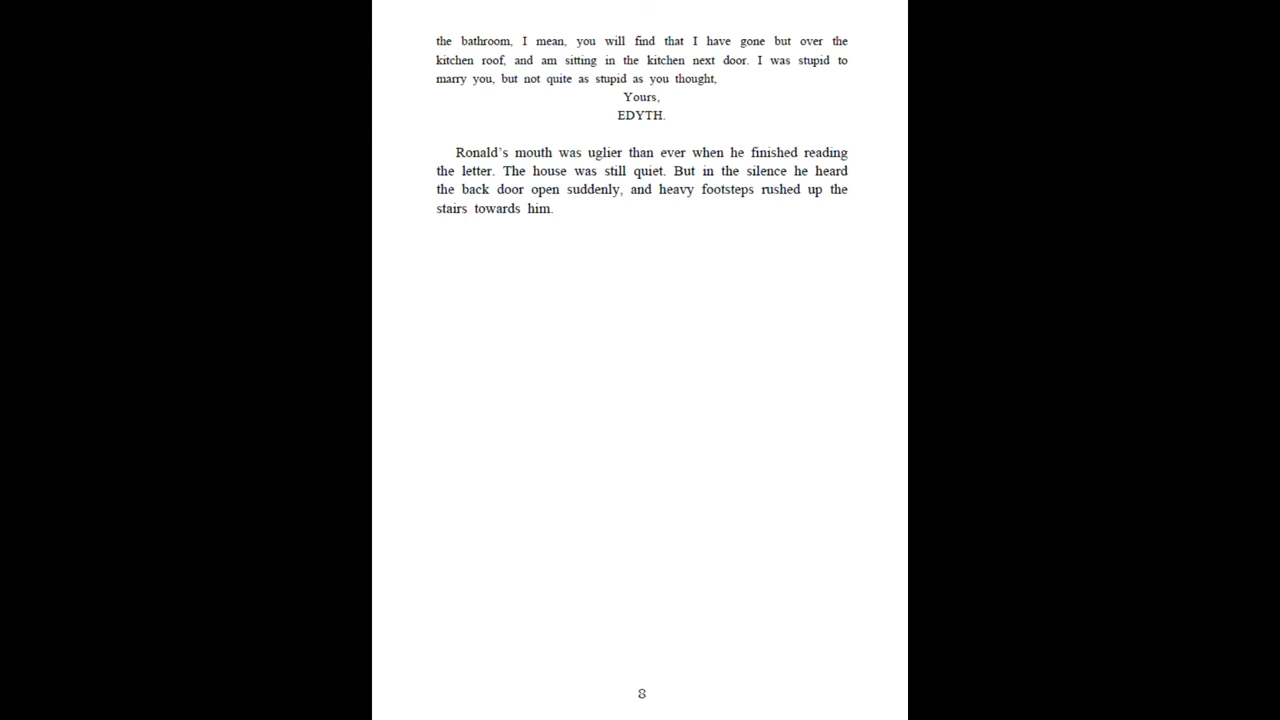 the bathroom, I mean, you will find that I have gone but over the
kitchen roof, and am sitting in the kitchen next door. I was stupid to
marry you, but not quite as stupid as you thought,
Yours,
EDYTH.
Ronald's mouth was uglier than ever when he finished reading
the letter. The house was still quiet. But in the silence he heard
the back door open suddenly, and heavy footsteps rushed up the
stairs towards him.
8